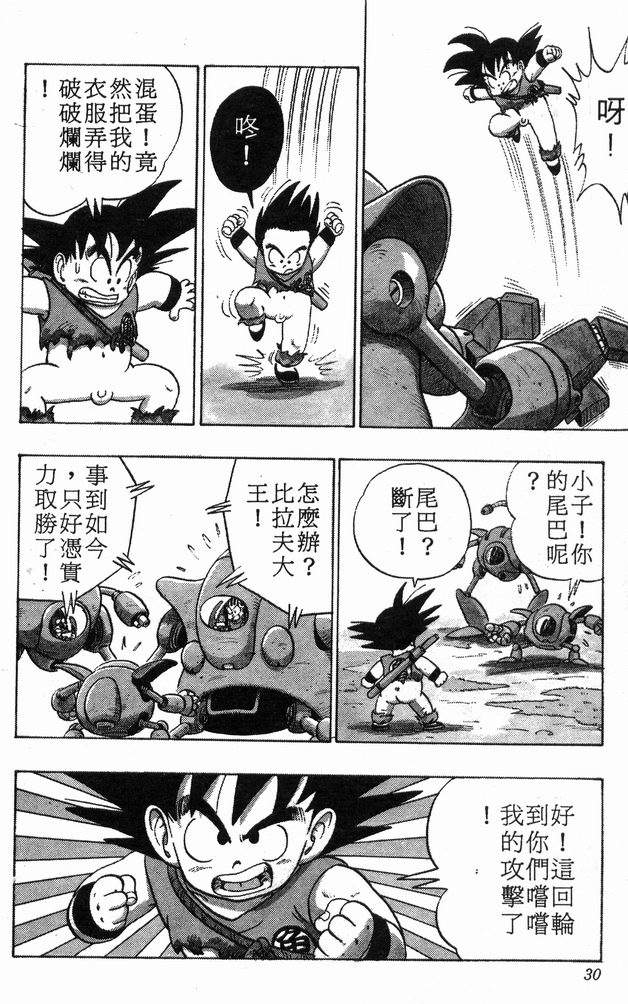 呀！
咚！
混蛋！竟
然把我的
衣服弄得
破破爛爛
！
小子！你
的尾巴呢
？
尾巴？
斷了！
怎麼辦？
比拉夫大
王！
事到如今
，只好憑實
力取勝了！
好！這回輪
到你們嚐嚐
我的攻擊了
！
龜
30